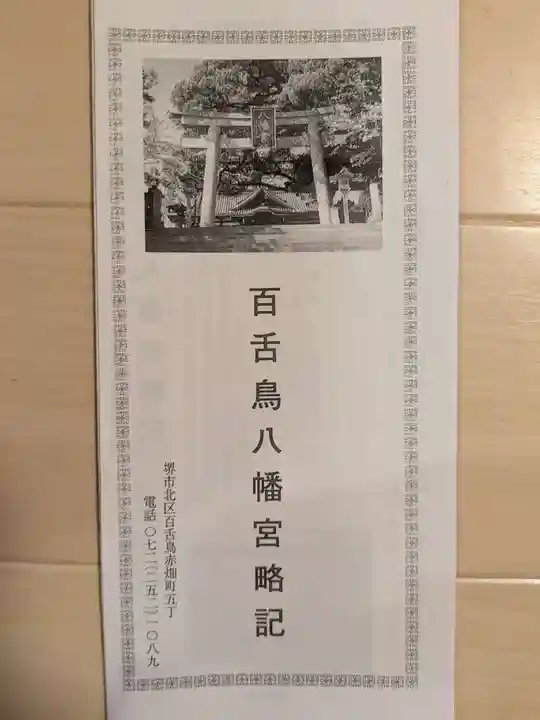 百舌鳥八幡宮略記
堺市北区百舌鳥赤畑町五丁
電話〇七二(二五二)一〇八九